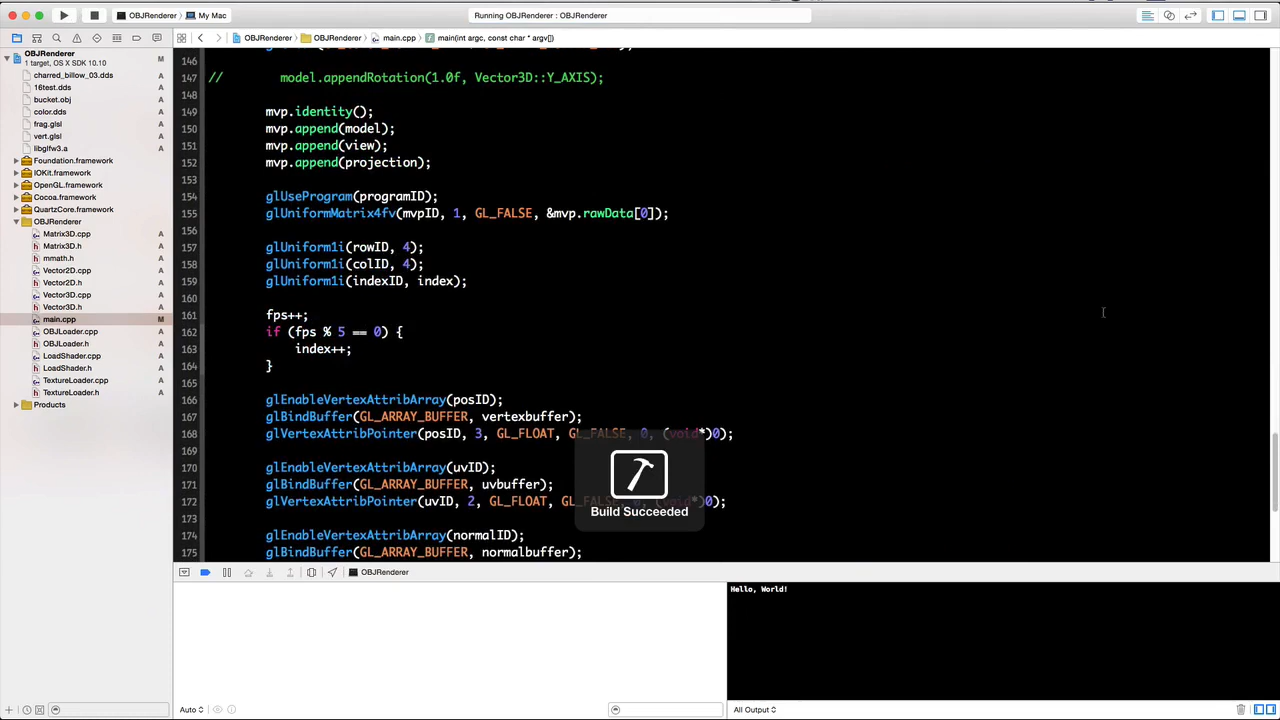 OBJRenderer
My Mac
Running OBJRenderer : OBJRenderer
OBJRenderer
OBJRenderer
main.cpp
main(int argc, const char * argv[])
OBJRenderer M
1 target, OS X SDK 10.10
charred_billow_03.dds A
16test.dds A
bucket.obj A
color.dds A
frag.glsl A
vert.glsl A
libglfw3.a A
Foundation.framework
IOKit.framework
OpenGL.framework
Cocoa.framework
QuartzCore.framework
OBJRenderer
Matrix3D.cpp A
Matrix3D.h A
mmath.h A
Vector2D.cpp A
Vector2D.h A
Vector3D.cpp A
Vector3D.h A
main.cpp M
OBJLoader.cpp A
OBJLoader.h A
LoadShader.cpp A
LoadShader.h A
TextureLoader.cpp A
TextureLoader.h A
Products
146
147 // model.appendRotation(1.0f, Vector3D::Y_AXIS);
148
149 mvp.identity();
150 mvp.append(model);
151 mvp.append(view);
152 mvp.append(projection);
153
154 glUseProgram(programID);
155 glUniformMatrix4fv(mvpID, 1, GL_FALSE, &mvp.rawData[0]);
156
157 glUniform1i(rowID, 4);
158 glUniform1i(colID, 4);
159 glUniform1i(indexID, index);
160
161 fps++;
162 if (fps % 5 == 0) {
163 index++;
164 }
165
166 glEnableVertexAttribArray(posID);
167 glBindBuffer(GL_ARRAY_BUFFER, vertexbuffer);
168 glVertexAttribPointer(posID, 3, GL_FLOAT, GL_FALSE, 0, (void*)0);
169
170 glEnableVertexAttribArray(uvID);
171 glBindBuffer(GL_ARRAY_BUFFER, uvbuffer);
172 glVertexAttribPointer(uvID, 2, GL_FLOAT, GL_FALSE, 0, (void*)0);
173
174 glEnableVertexAttribArray(normalID);
175 glBindBuffer(GL_ARRAY_BUFFER, normalbuffer);
Build Succeeded
OBJRenderer
Hello, World!
Auto
All Output